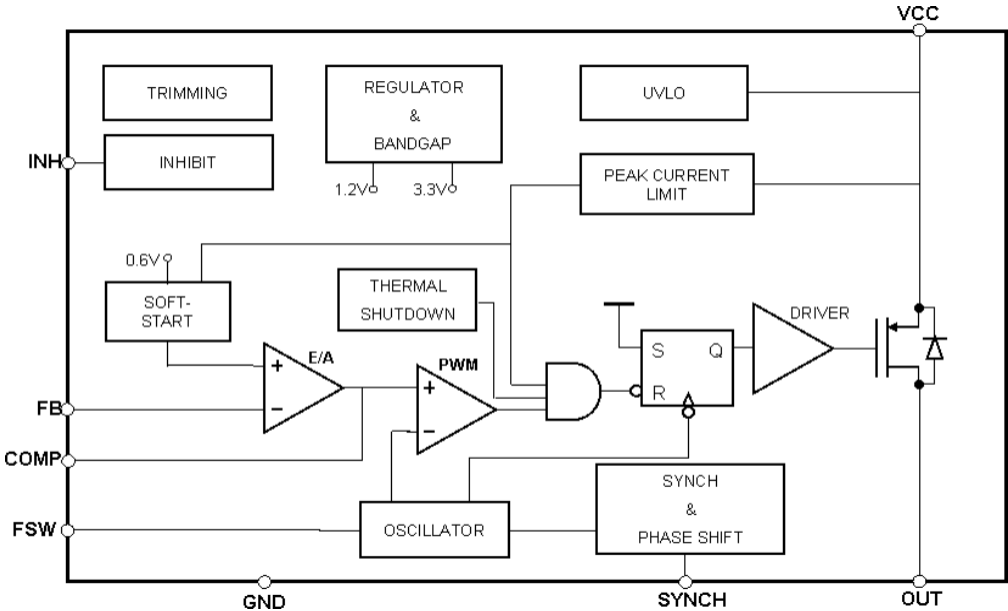 VCC
TRIMMING
REGULATOR
&
BANDGAP
UVLO
INH
INHIBIT
1.2V
3.3V
PEAK CURRENT
LIMIT
0.6V
SOFT-
START
THERMAL
SHUTDOWN
DRIVER
E/A
PWM
S
Q
R
+
-
+
-
FB
COMP
FSW
OSCILLATOR
SYNCH
&
PHASE SHIFT
GND
SYNCH
OUT